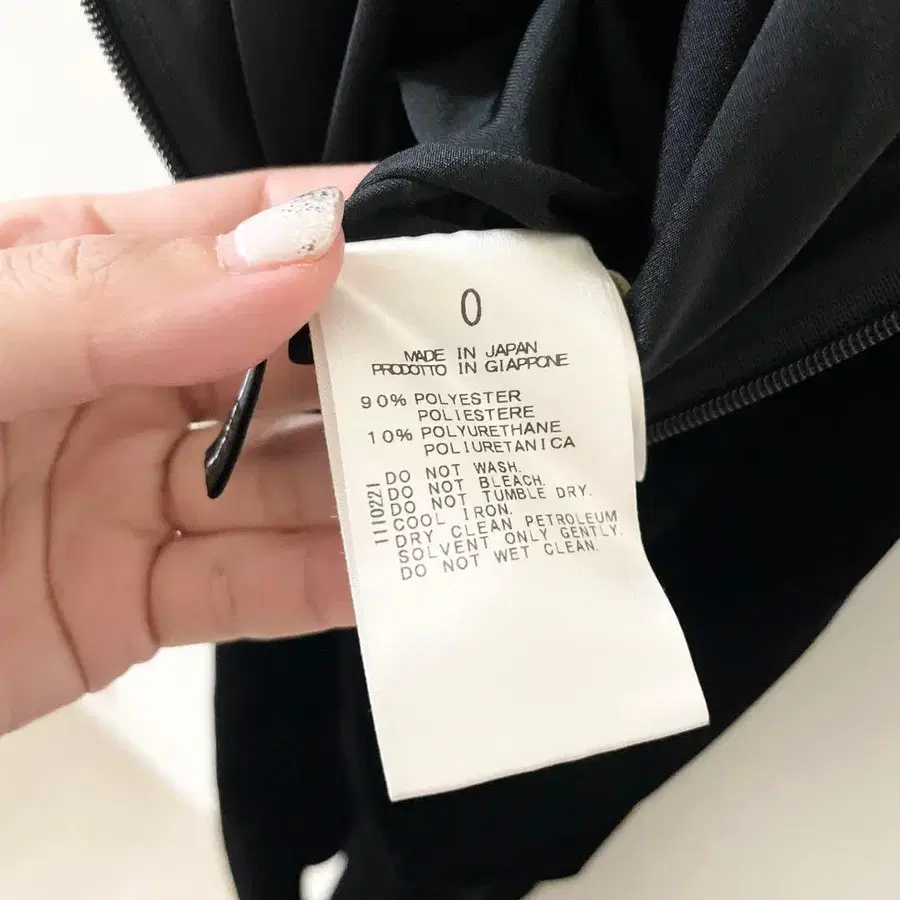 0
MADE IN JAPAN
PRODOTTO IN GIAPPONE
90% POLYESTER
POLIESTERE
10% POLYURETHANE
POLIURETANICA
DO NOT WASH.
DO NOT BLEACH.
DO NOT TUMBLE DRY.
COOL IRON.
DRY CLEAN PETROLEUM
SOLVENT ONLY GENTLY.
DO NOT WET CLEAN.
1110221